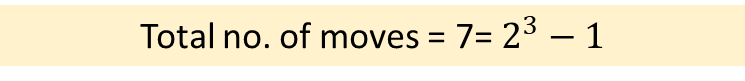 Total no. of moves = 7= 2³ − 1